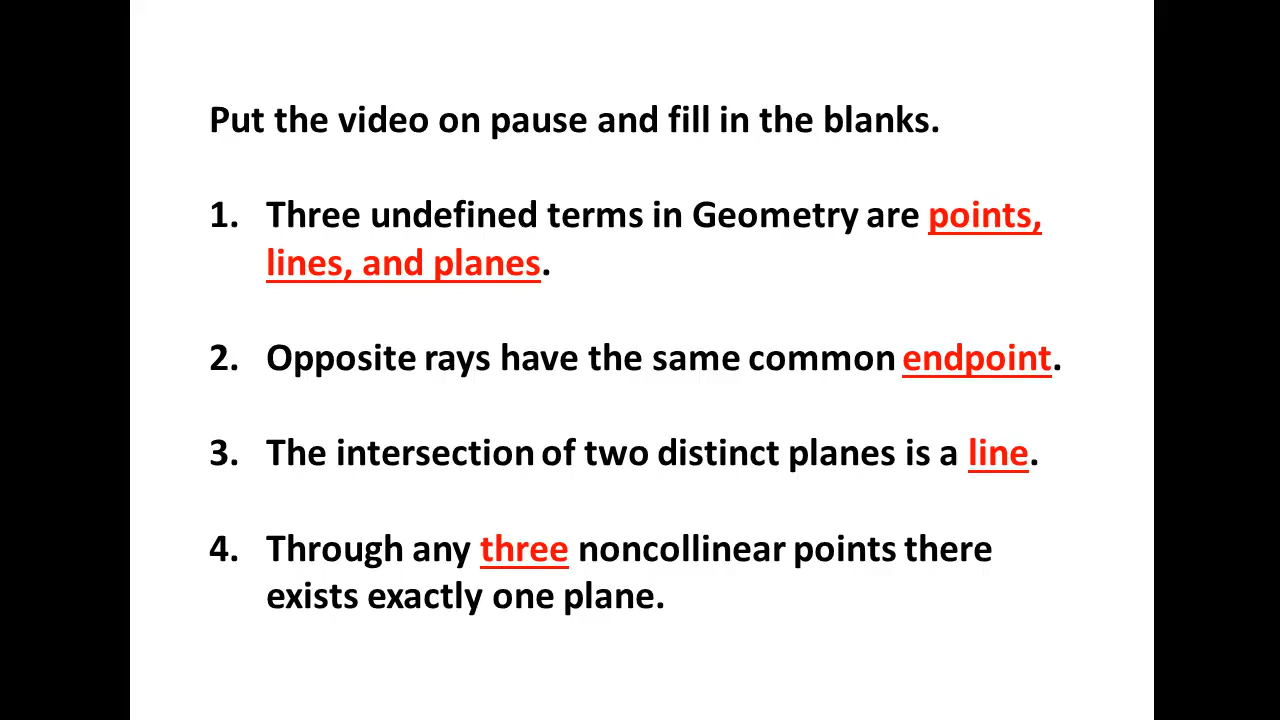 Put the video on pause and fill in the blanks.
1. Three undefined terms in Geometry are points,
lines, and planes.
2. Opposite rays have the same common endpoint.
3. The intersection of two distinct planes is a line.
4. Through any three noncollinear points there
exists exactly one plane.